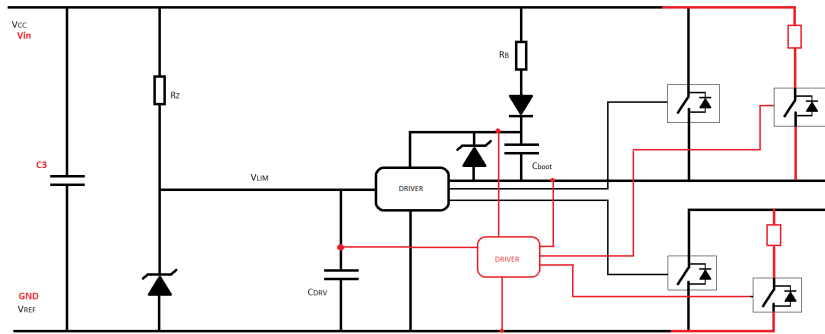 VCC
Vin
RB
RZ
C3
Cboot
VLIM
DRIVER
DRIVER
CDRV
GND
VREF